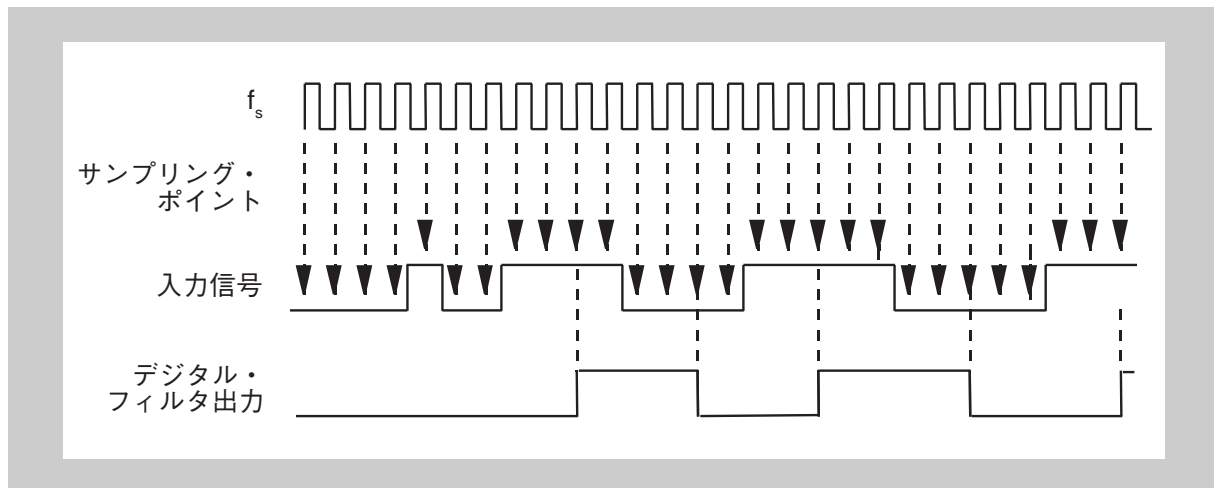 fs
サンプリング・
ポイント
入力信号
デジタル・
フィルタ出力